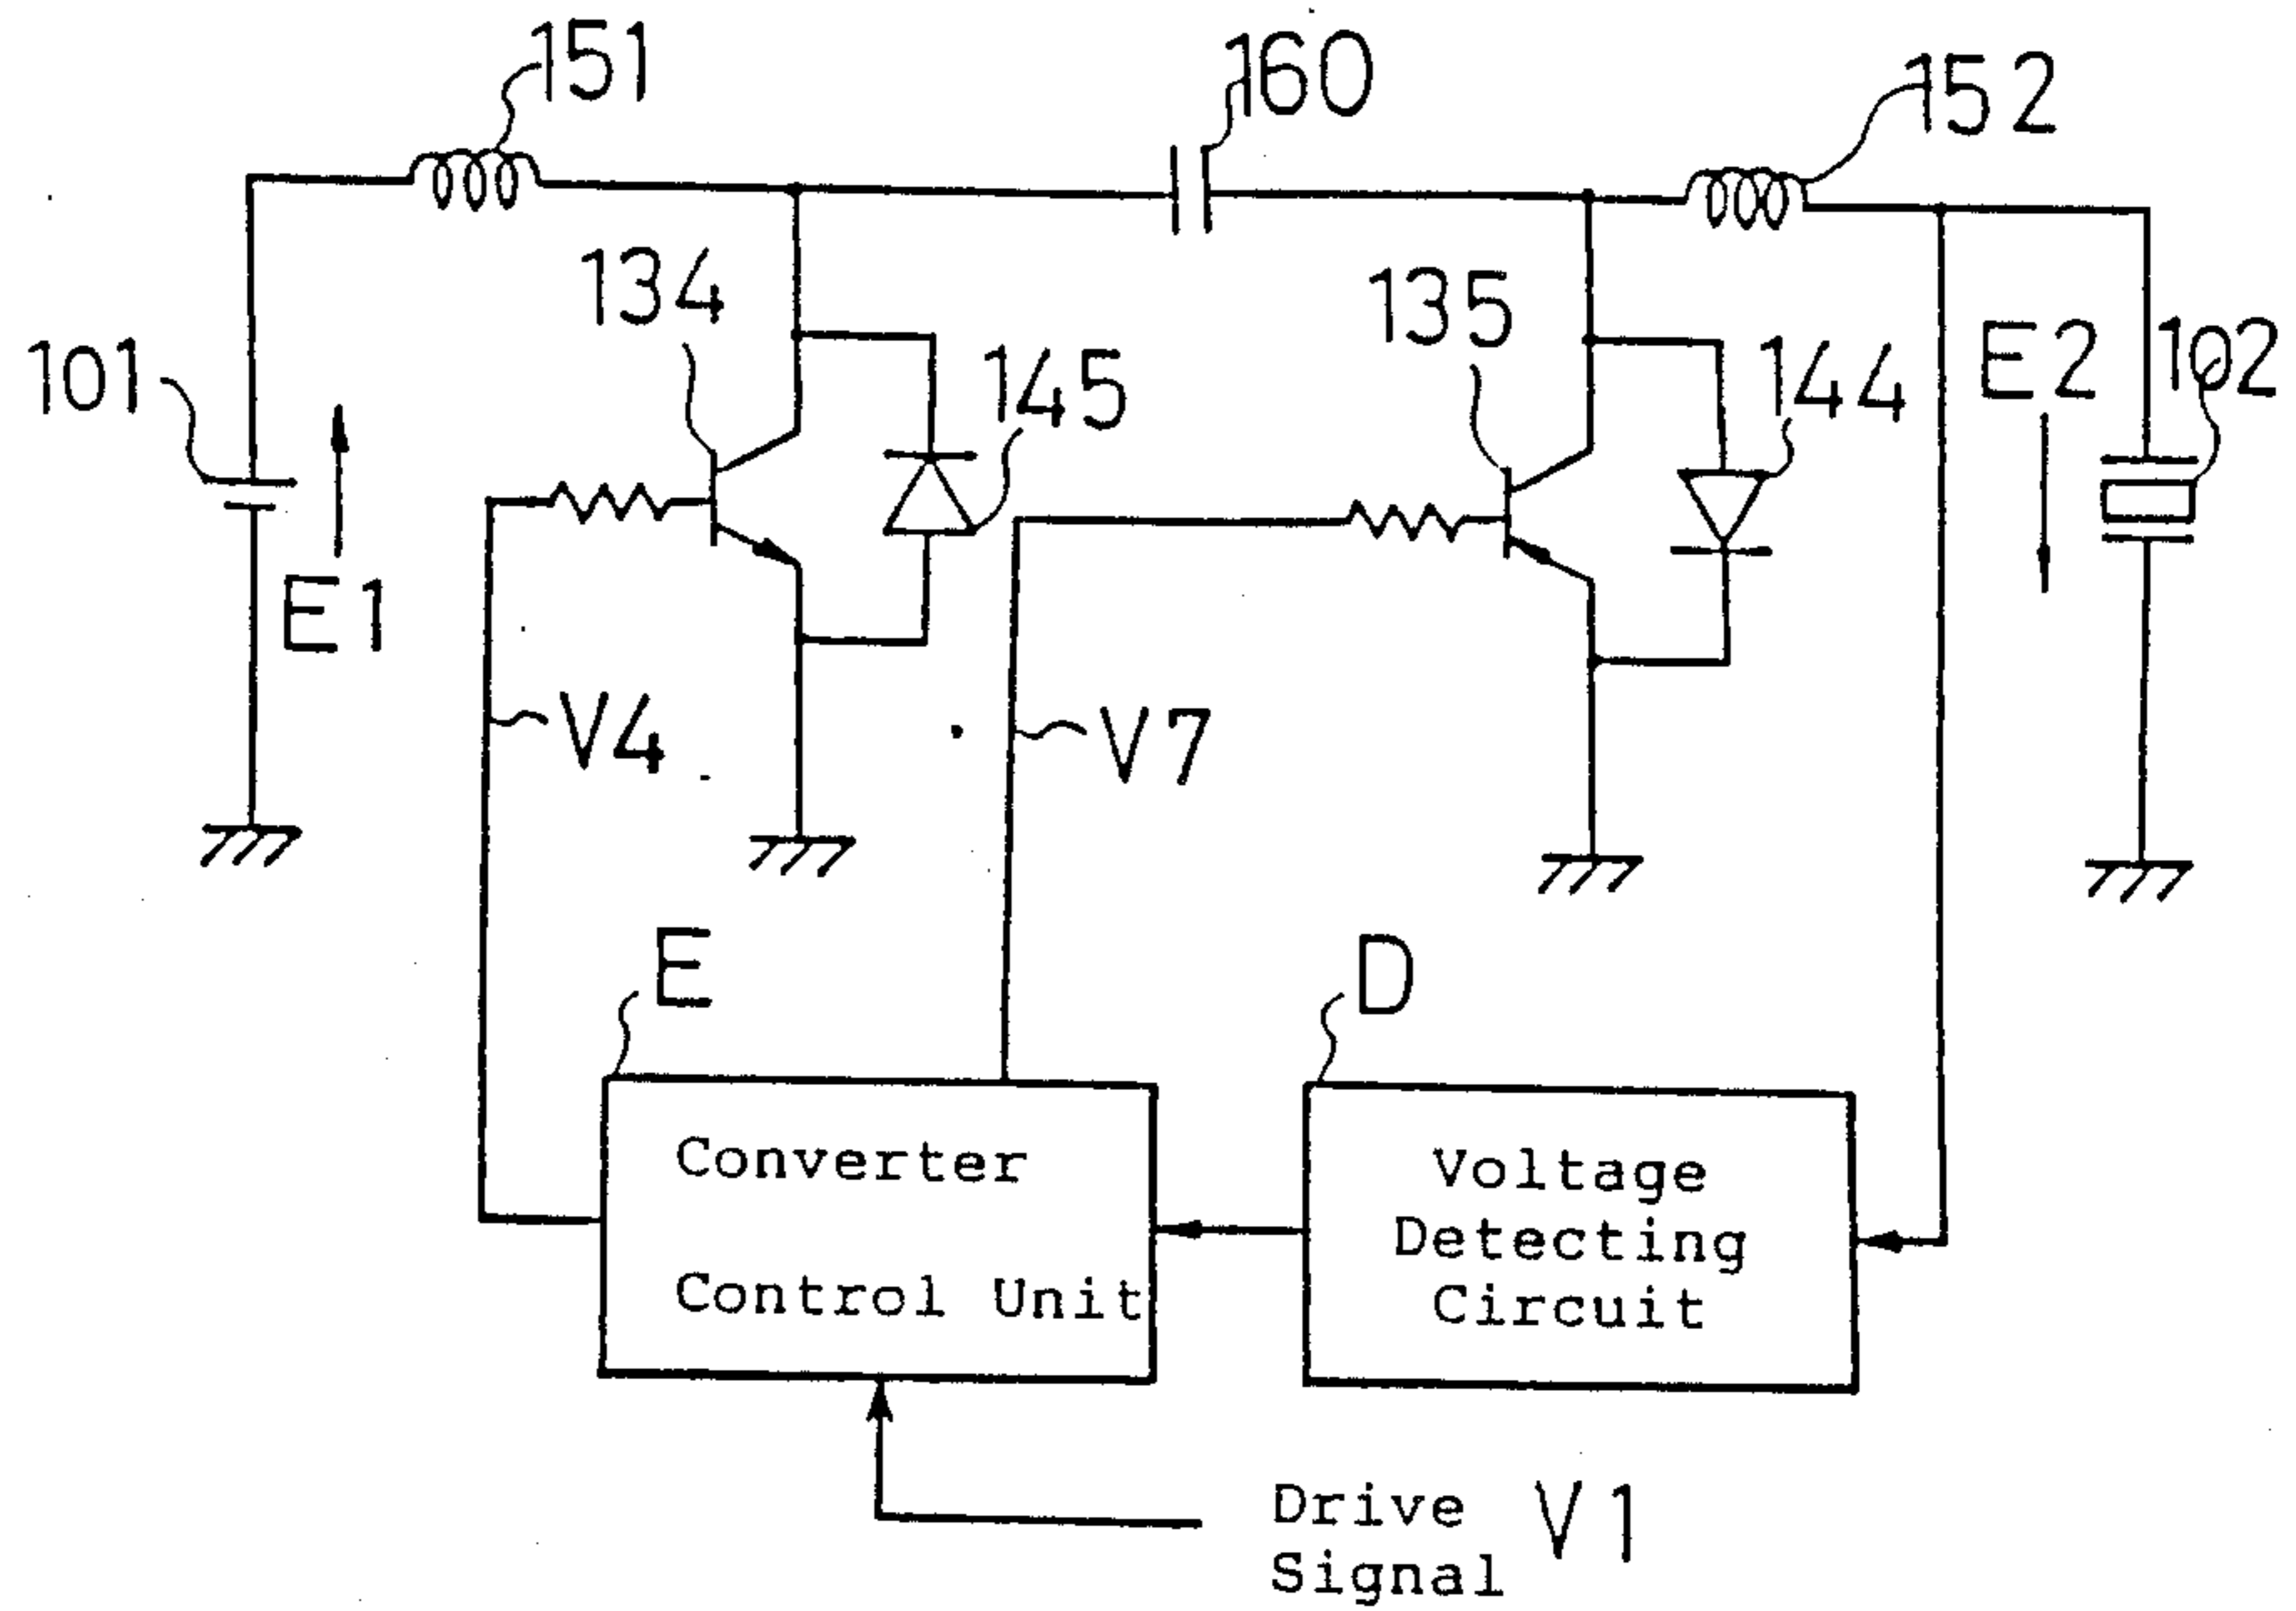 151
160
152
134
135
101
145
144
E2
102
E1
V4
V7
E
D
Converter
Control Unit
Voltage
Detecting
Circuit
Drive
Signal
V1